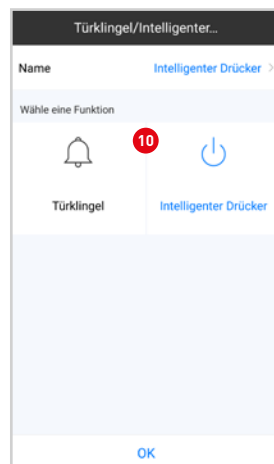 Türklingel/Intelligenter...
Name Intelligenter Drücker
Wähle eine Funktion
10
Türklingel Intelligenter Drücker
OK